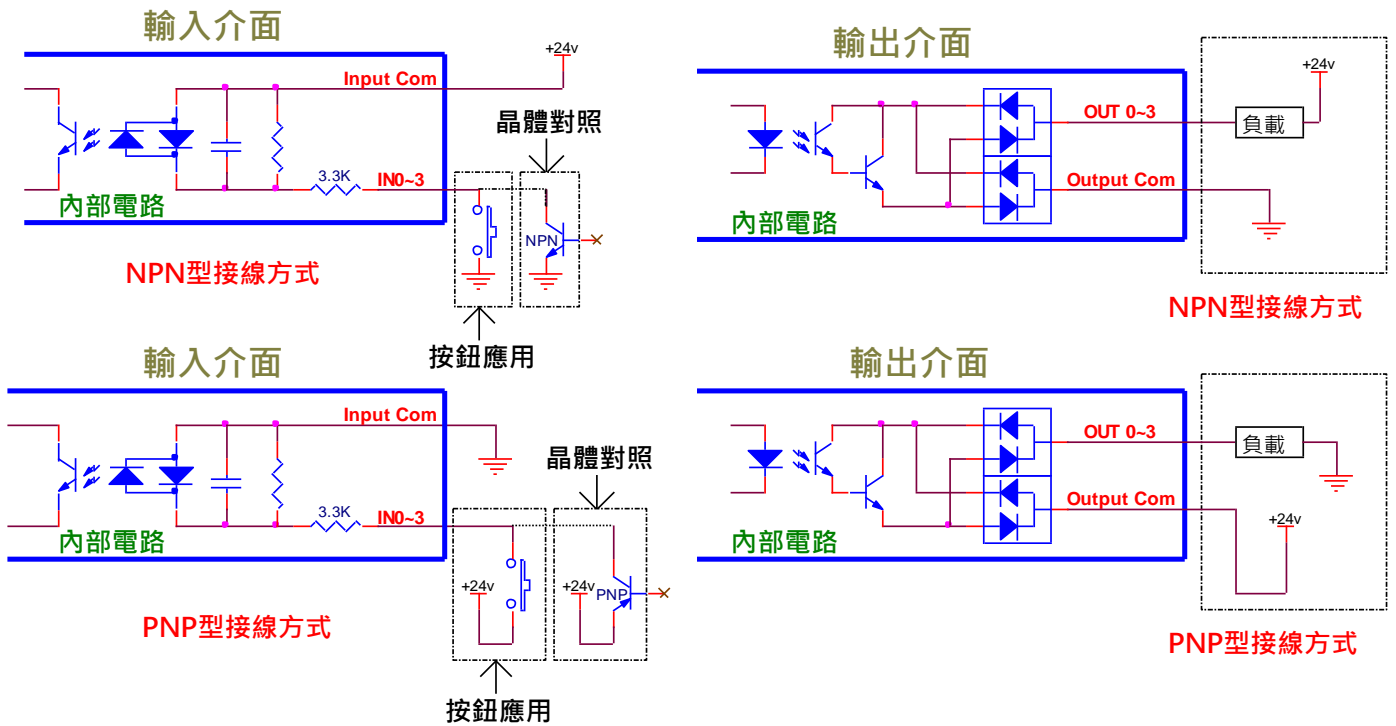 輸入介面
+24v
Input Com
晶體對照
3.3K
IN0~3
內部電路
NPN
NPN型接線方式
按鈕應用
輸出介面
+24v
OUT 0~3
負載
Output Com
內部電路
NPN型接線方式
輸入介面
Input Com
晶體對照
3.3K
IN0~3
內部電路
+24v
+24v
PNP
PNP型接線方式
按鈕應用
輸出介面
OUT 0~3
負載
Output Com
+24v
內部電路
PNP型接線方式